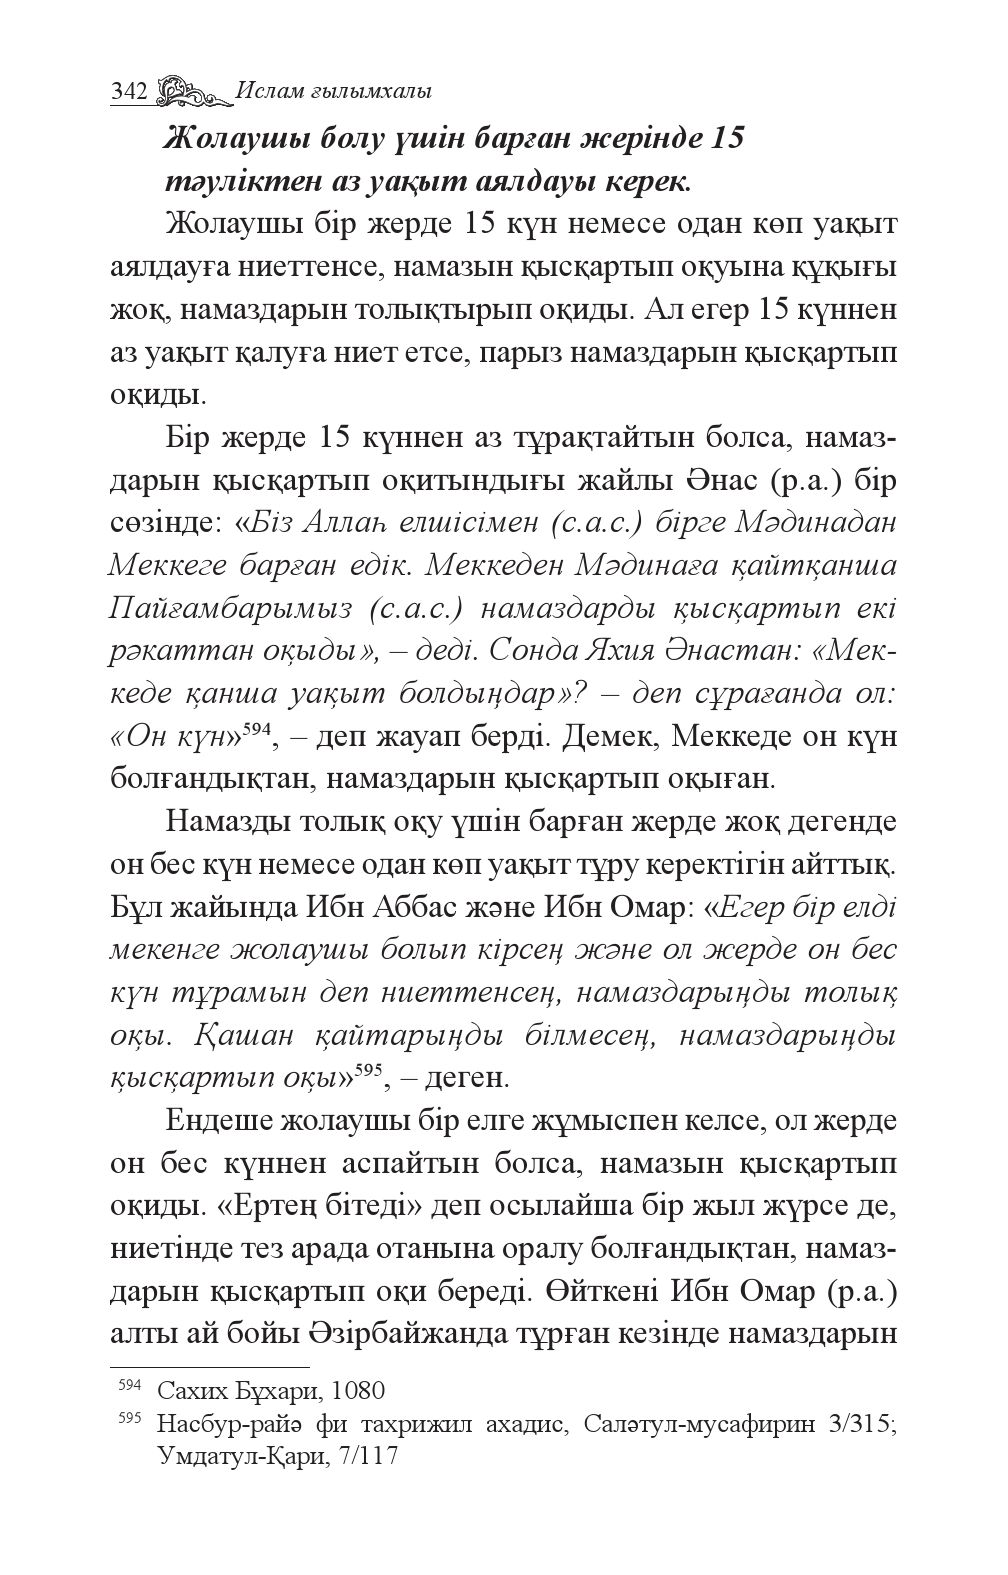 342 Ислам ғылымхалы
Жолаушы болу үшін барған жерінде 15
тәуліктен аз уақыт аялдауы керек.
Жолаушы бір жерде 15 күн немесе одан көп уақыт
аялдауға ниеттенсе, намазын қысқартып оқуына құқығы
жоқ, намаздарын толықтырып оқиды. Ал егер 15 күннен
аз уақыт қалуға ниет етсе, парыз намаздарын қысқартып
оқиды.
Бір жерде 15 күннен аз тұрақтайтын болса, намаз-
дарын қысқартып оқитындығы жайлы Әнас (р.а.) бір
сөзінде: «Біз Аллаһ елшісімен (с.а.с.) бірге Мәдинадан
Меккеге барған едік. Меккеден Мәдинаға қайтқанша
Пайғамбарымыз (с.а.с.) намаздарды қысқартып екі
рәкаттан оқыды», – деді. Сонда Яхия Әнастан: «Мек-
кеде қанша уақыт болдыңдар»? – деп сұрағанда ол:
«Он күн»⁵⁹⁴, – деп жауап берді. Демек, Меккеде он күн
болғандықтан, намаздарын қысқартып оқыған.
Намазды толық оқу үшін барған жерде жоқ дегенде
он бес күн немесе одан көп уақыт тұру керектігін айттық.
Бұл жайында Ибн Аббас және Ибн Омар: «Егер бір елді
мекенге жолаушы болып кірсең және ол жерде он бес
күн тұрамын деп ниеттенсең, намаздарыңды толық
оқы. Қашан қайтарыңды білмесең, намаздарыңды
қысқартып оқы»⁵⁹⁵, – деген.
Ендеше жолаушы бір елге жұмыспен келсе, ол жерде
он бес күннен аспайтын болса, намазын қысқартып
оқиды. «Ертең бітеді» деп осылайша бір жыл жүрсе де,
ниетінде тез арада отанына оралу болғандықтан, намаз-
дарын қысқартып оқи береді. Өйткені Ибн Омар (р.а.)
алты ай бойы Әзірбайжанда тұрған кезінде намаздарын
594 Сахих Бұхари, 1080
595 Насбур-райә фи тахрижил ахадис, Саләтул-мусафирин 3/315;
Умдатул-Қари, 7/117